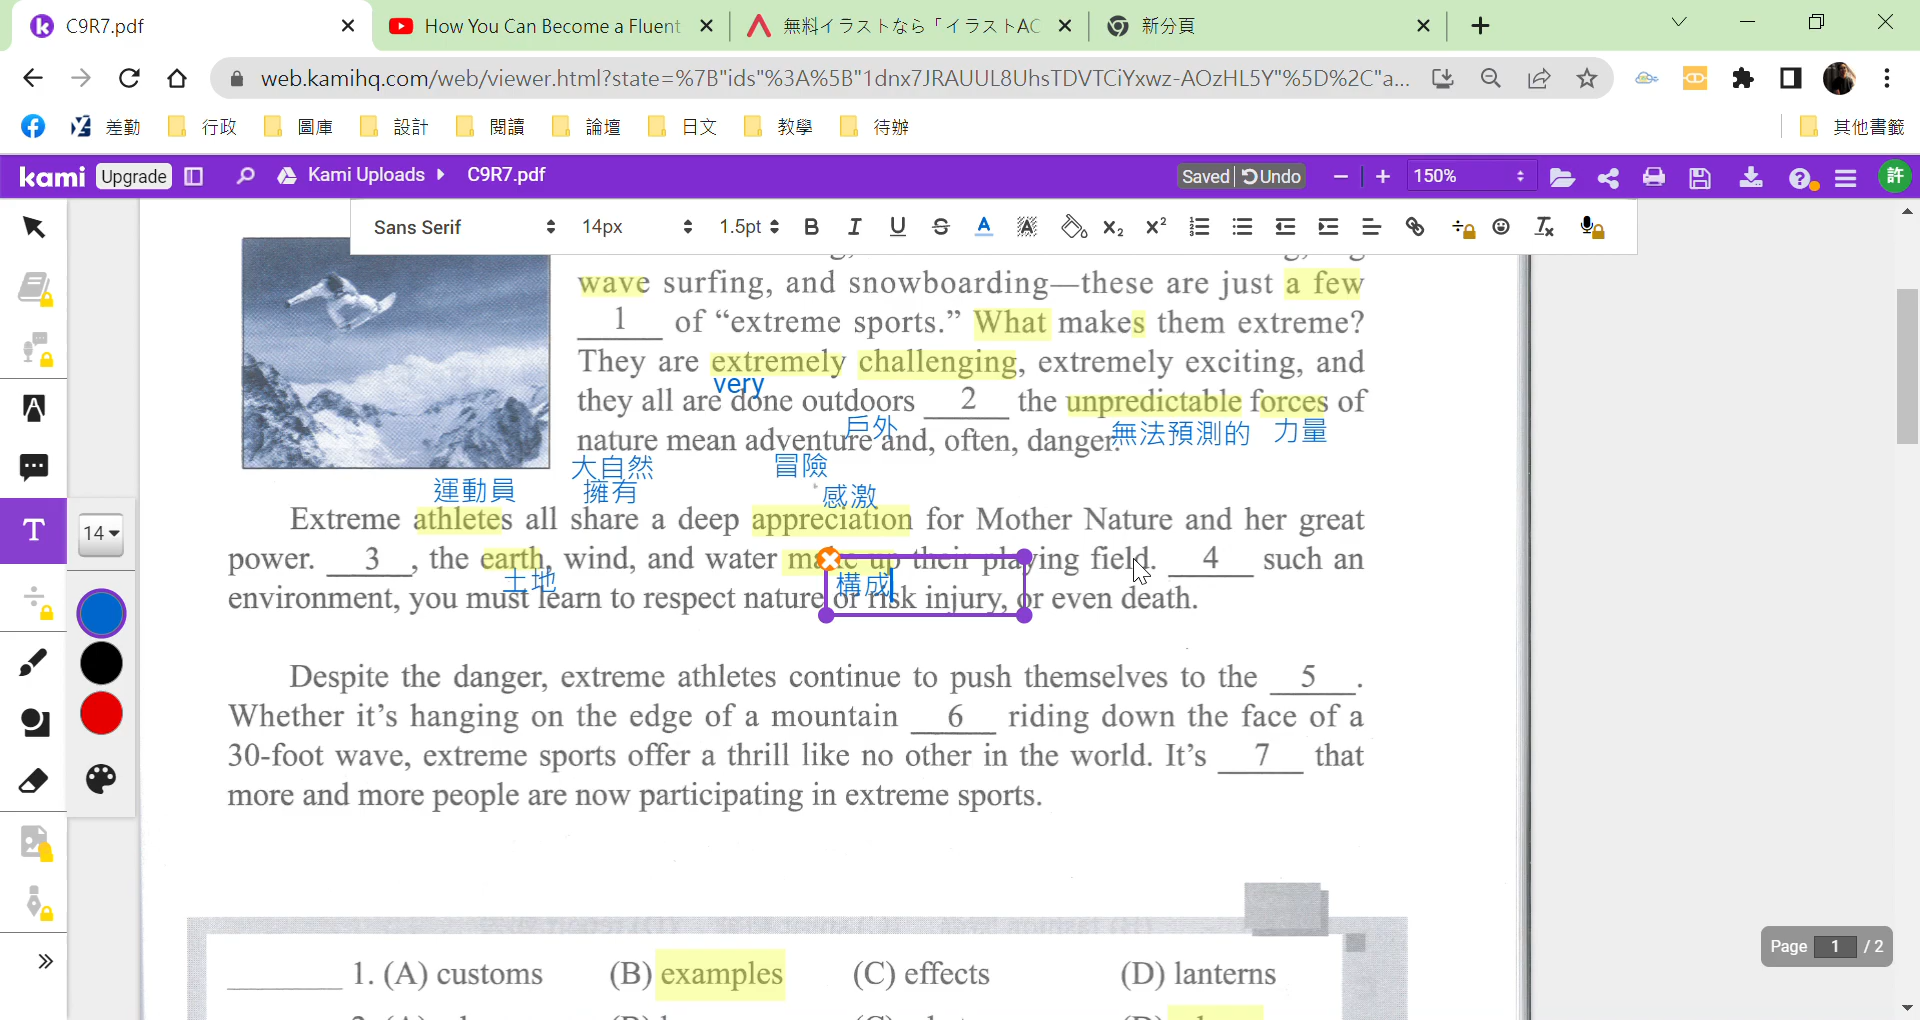 C9R7.pdf
How You Can Become a Fluent
無料イラストなら「イラストAC
新分頁
web.kamihq.com/web/viewer.html?state=%7B"ids"%3A%5B"1dnx7JRAUUL8UhsTDVTCiYxwz-AOzHL5Y"%5D%2C"a...
差勤 行政 圖庫 設計 閱讀 論壇 日文 教學 待辦 其他書籤
kami Upgrade Kami Uploads C9R7.pdf Saved Undo 150% 許
Sans Serif 14px 1.5pt
wave surfing, and snowboarding—these are just a few
1 of “extreme sports.” What makes them extreme?
They are extremely challenging, extremely exciting, and
very
they all are done outdoors 2 the unpredictable forces of
戶外 無法預測的 力量
nature mean adventure and, often, danger.
大自然 冒險
運動員 擁有 感激
Extreme athletes all share a deep appreciation for Mother Nature and her great
14
power. 3, the earth, wind, and water make up their playing field. 4 such an
土地 構成
environment, you must learn to respect nature or risk injury, or even death.
Despite the danger, extreme athletes continue to push themselves to the 5.
Whether it’s hanging on the edge of a mountain 6 riding down the face of a
30-foot wave, extreme sports offer a thrill like no other in the world. It’s 7 that
more and more people are now participating in extreme sports.
Page 1 / 2
1. (A) customs (B) examples (C) effects (D) lanterns